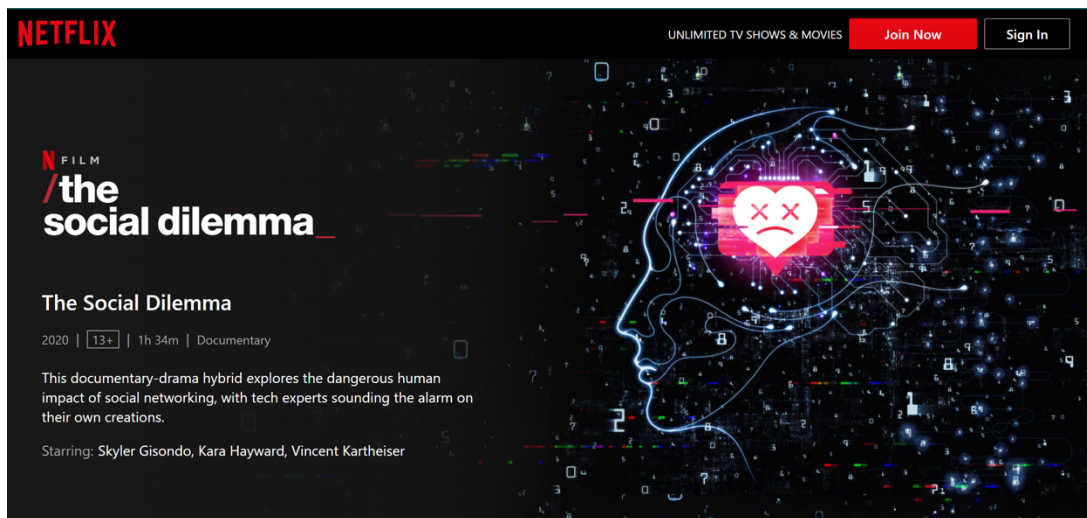 NETFLIX
UNLIMITED TV SHOWS & MOVIES
Join Now
Sign In
N FILM
/the
social dilemma_
The Social Dilemma
2020 | 13+ | 1h 34m | Documentary
This documentary-drama hybrid explores the dangerous human
impact of social networking, with tech experts sounding the alarm on
their own creations.
Starring: Skyler Gisondo, Kara Hayward, Vincent Kartheiser